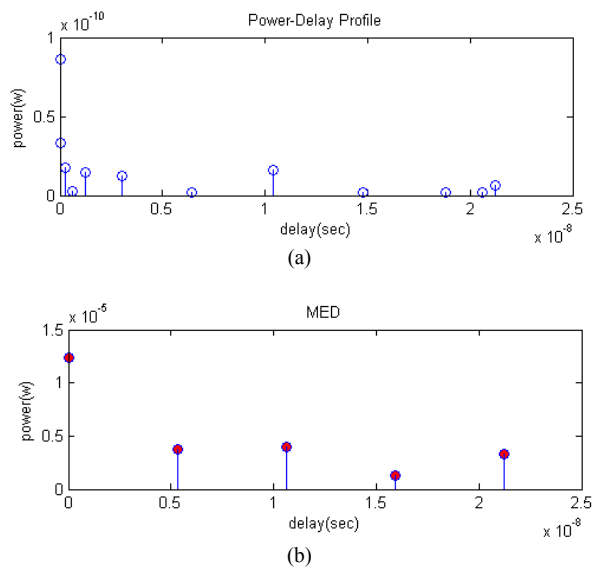 x 10^-10
Power-Delay Profile
1
0.5
0
power(w)
0
0.5
1
1.5
2
2.5
delay(sec)
x 10^-8
(a)
x 10^-5
MED
1.5
1
0.5
0
power(w)
0
0.5
1
1.5
2
2.5
delay(sec)
x 10^-8
(b)